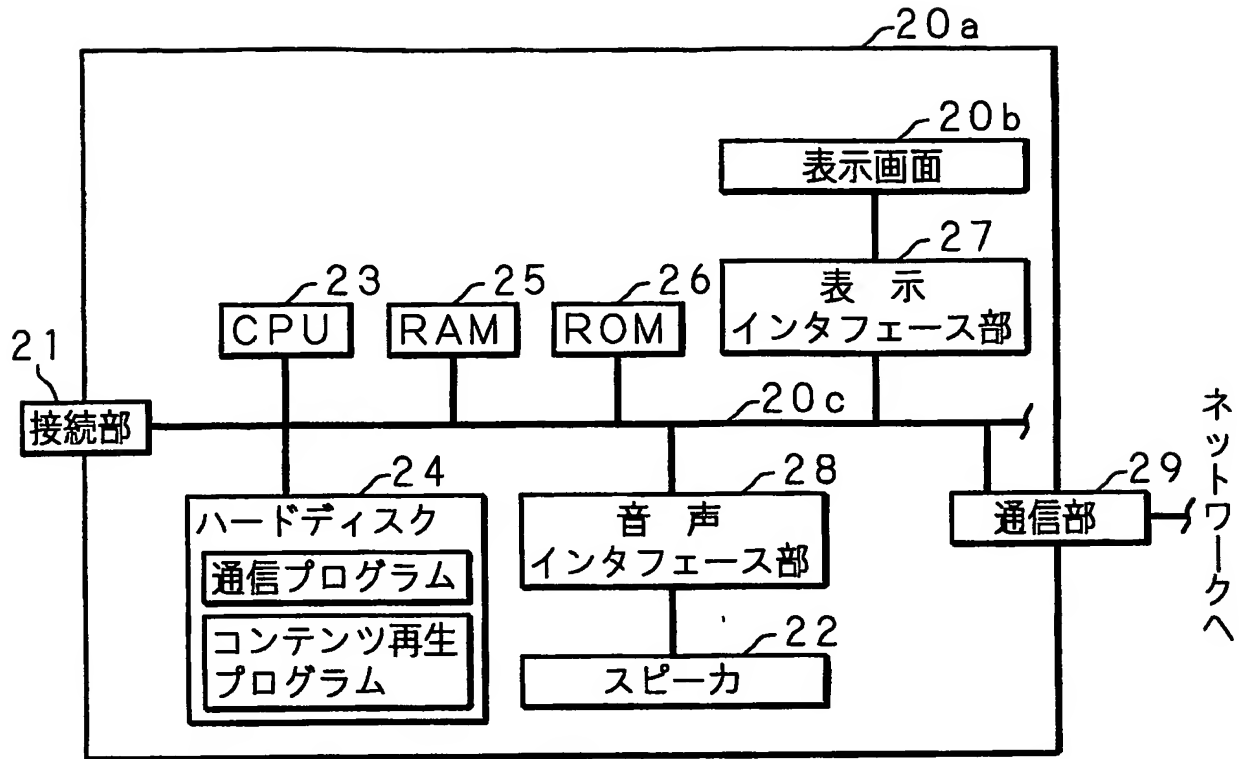 20a
20b
表示画面
27
表 示
インタフェース部
23
CPU
25
RAM
26
ROM
21
接続部
20c
ネットワークへ
24
ハードディスク
通信プログラム
コンテンツ再生
プログラム
28
音 声
インタフェース部
29
通信部
22
スピーカ